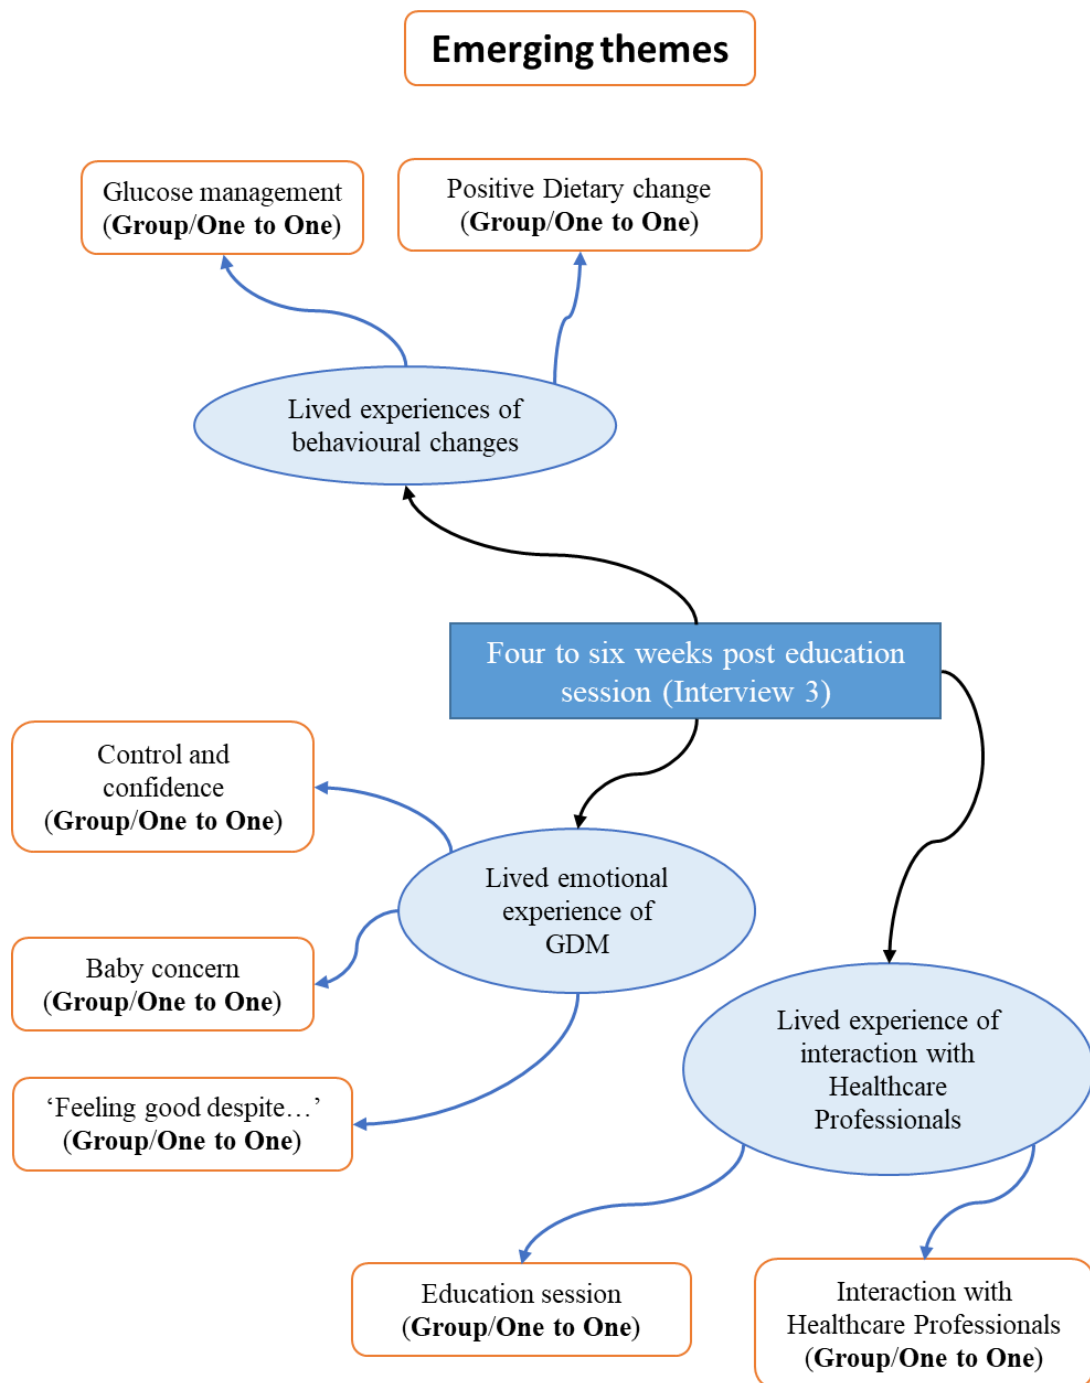 Emerging themes
Glucose management
(Group/One to One)
Positive Dietary change
(Group/One to One)
Lived experiences of
behavioural changes
Four to six weeks post education
session (Interview 3)
Control and
confidence
(Group/One to One)
Lived emotional
experience of
GDM
Baby concern
(Group/One to One)
Lived experience of
interaction with
Healthcare
Professionals
‘Feeling good despite…’
(Group/One to One)
Education session
(Group/One to One)
Interaction with
Healthcare Professionals
(Group/One to One)